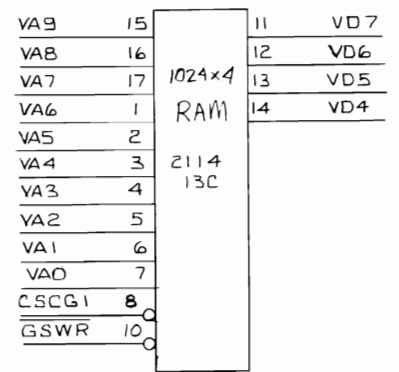 VA9 15 11 VD7
VA8 16 12 VD6
VA7 17 1024x4 13 VD5
VA6 1 RAM 14 VD4
VA5 2
VA4 3 2114
VA3 4 13C
VA2 5
VA1 6
VA0 7
CSCG1 8
GSWR 10